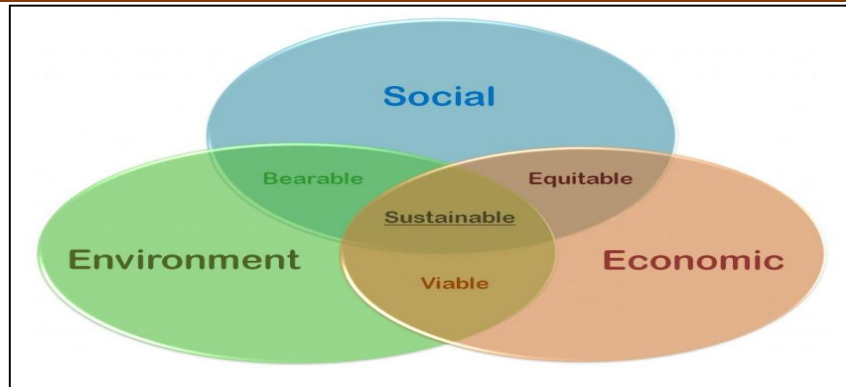 Social
Bearable
Equitable
Sustainable
Environment
Economic
Viable